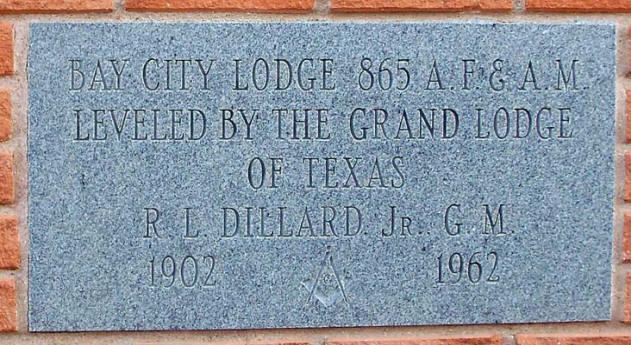 BAY CITY LODGE 865 A.F. & A.M.
LEVELED BY THE GRAND LODGE
OF TEXAS
R L DILLARD. Jr.. G.M.
1902 G 1962